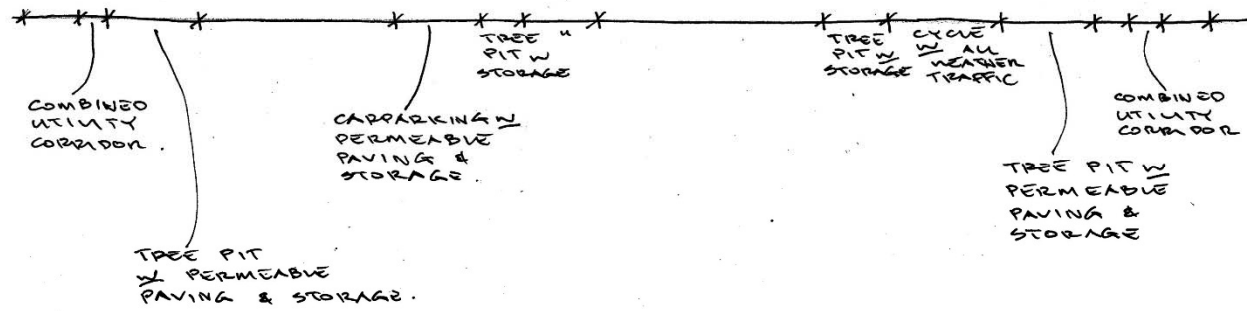 COMBINED
UTILITY
CORRIDOR.
TREE PIT
W PERMEABLE
PAVING & STORAGE.
CARPARKING W
PERMEABLE
PAVING &
STORAGE.
TREE "
PIT W
STORAGE
TREE
PIT W
STORAGE
CYCLE
W ALL
WEATHER
TRAFFIC
TREE PIT W
PERMEABLE
PAVING &
STORAGE
COMBINED
UTILITY
CORRIDOR